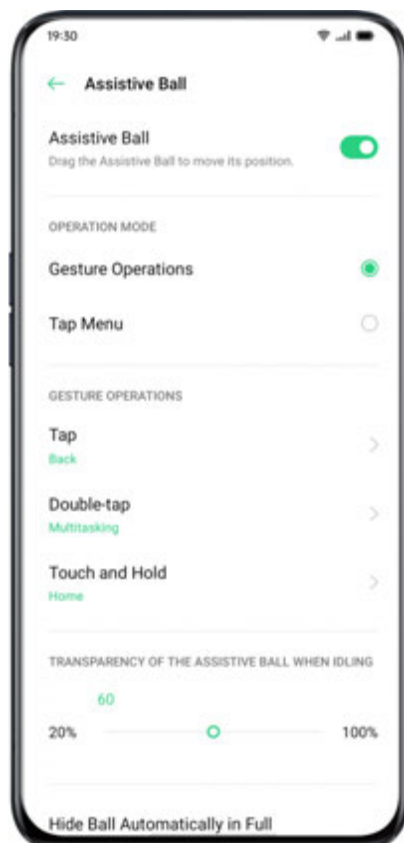 19:30
Assistive Ball
Assistive Ball
Drag the Assistive Ball to move its position.
OPERATION MODE
Gesture Operations
Tap Menu
GESTURE OPERATIONS
Tap
Back
Double-tap
Multitasking
Touch and Hold
Home
TRANSPARENCY OF THE ASSISTIVE BALL WHEN IDLING
60
20% 100%
Hide Ball Automatically in Full